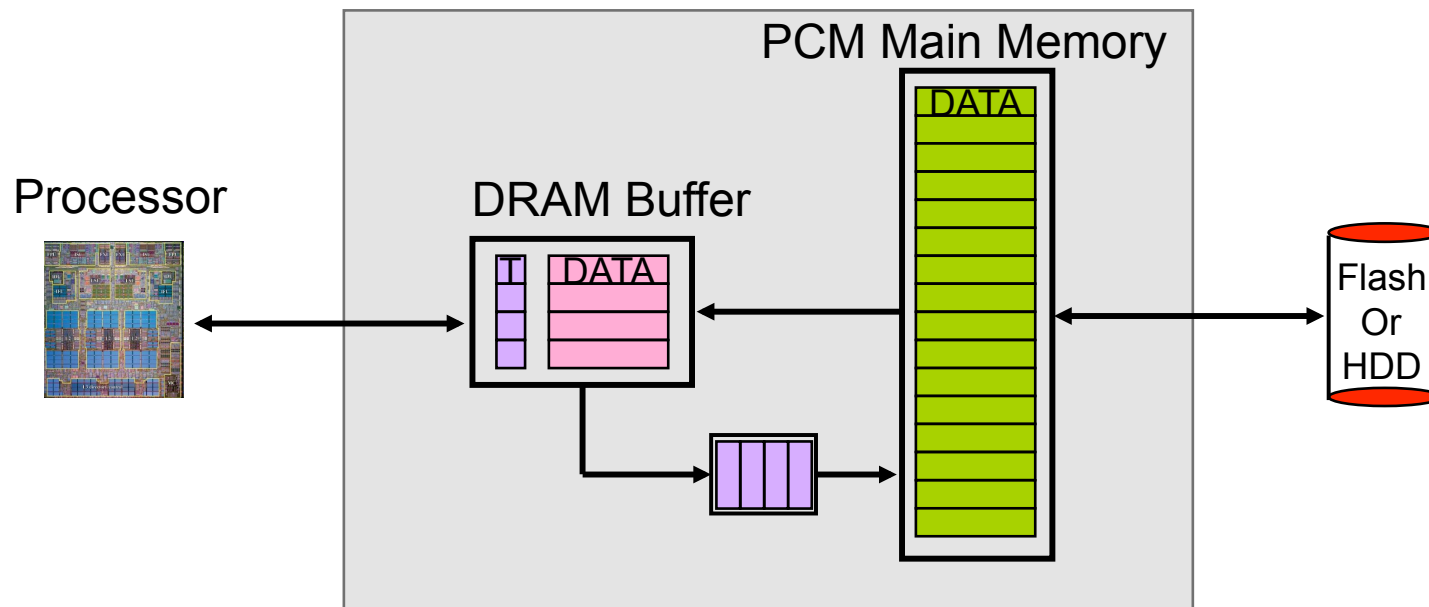 PCM Main Memory
DATA
Processor
DRAM Buffer
T
DATA
Flash
Or
HDD